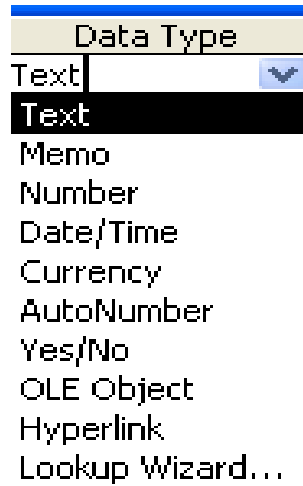 Data Type
Text
Text
Memo
Number
Date/Time
Currency
AutoNumber
Yes/No
OLE Object
Hyperlink
Lookup Wizard...